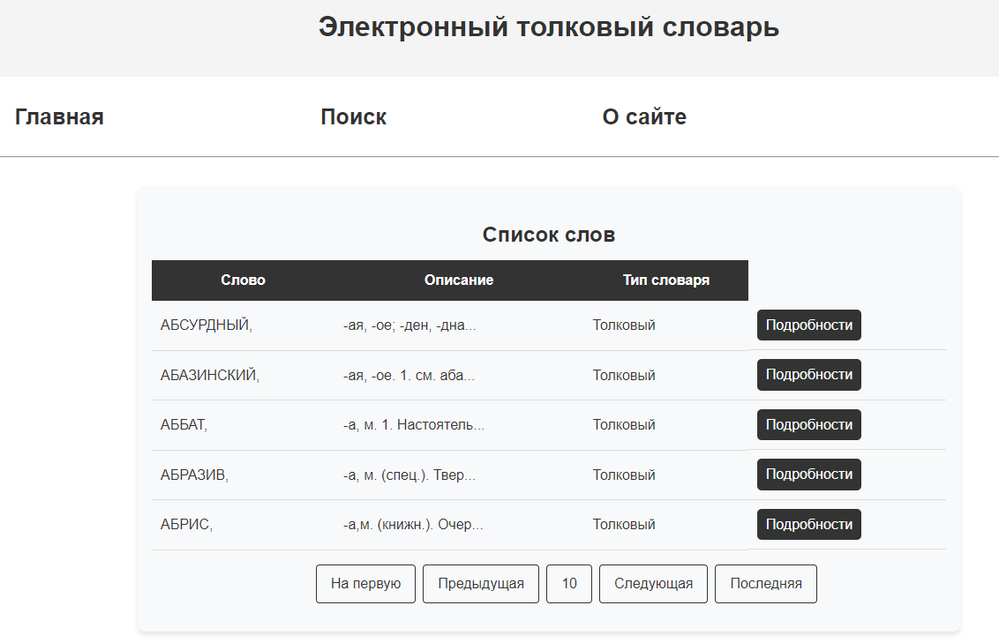 Электронный толковый словарь
Главная Поиск О сайте
Список слов
Слово Описание Тип словаря
АБСУРДНЫЙ, -ая, -ое; -ден, -дна... Толковый Подробности
АБАЗИНСКИЙ, -ая, -ое. 1. см. аба... Толковый Подробности
АББАТ, -а, м. 1. Настоятель... Толковый Подробности
АБРАЗИВ, -а, м. (спец.). Твер... Толковый Подробности
АБРИС, -а,м. (книжн.). Очер... Толковый Подробности
На первую Предыдущая 10 Следующая Последняя